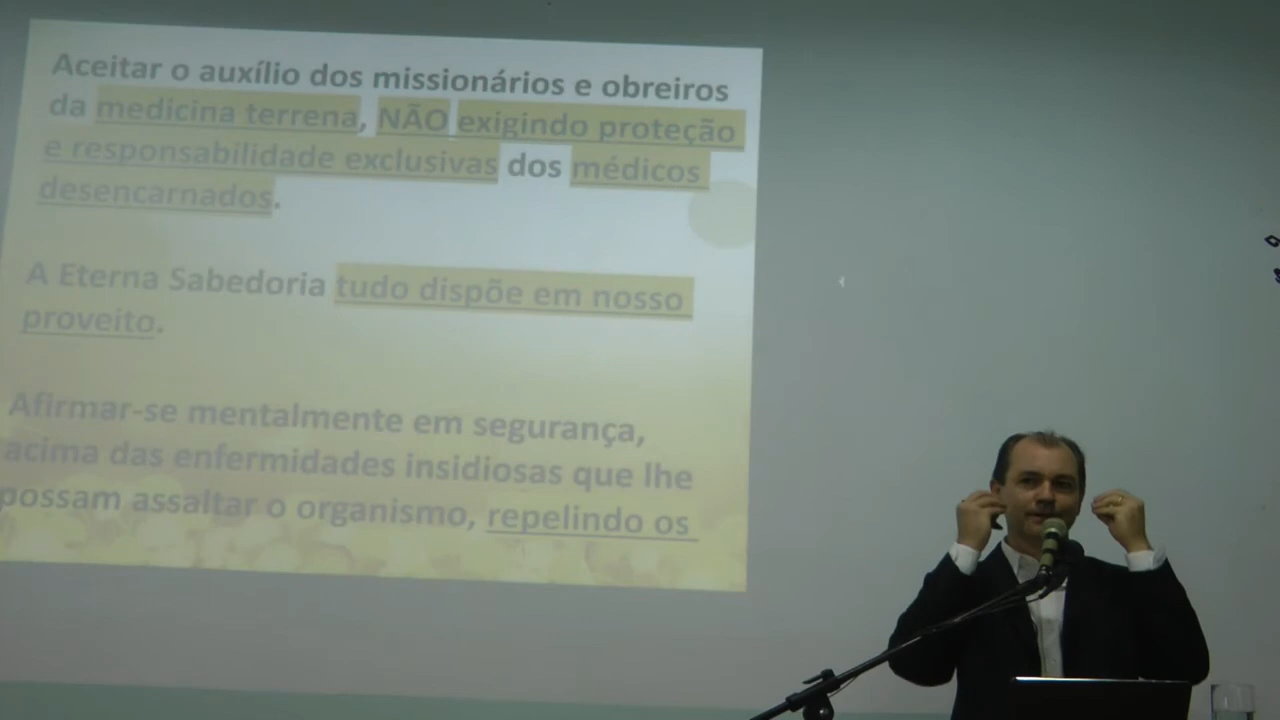 Aceitar o auxílio dos missionários e obreiros
da medicina terrena, NÃO exigindo proteção
e responsabilidade exclusivas dos médicos
desencarnados.
A Eterna Sabedoria tudo dispõe em nosso
proveito.
Afirmar-se mentalmente em segurança,
acima das enfermidades insidiosas que lhe
possam assaltar o organismo, repelindo os